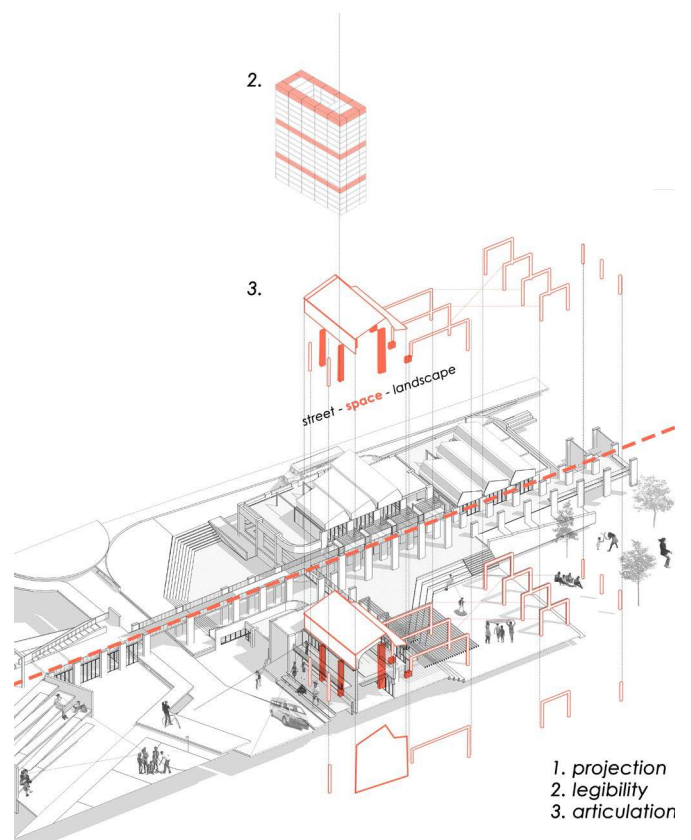 2.
3.
street - space - landscape
1. projection
2. legibility
3. articulation